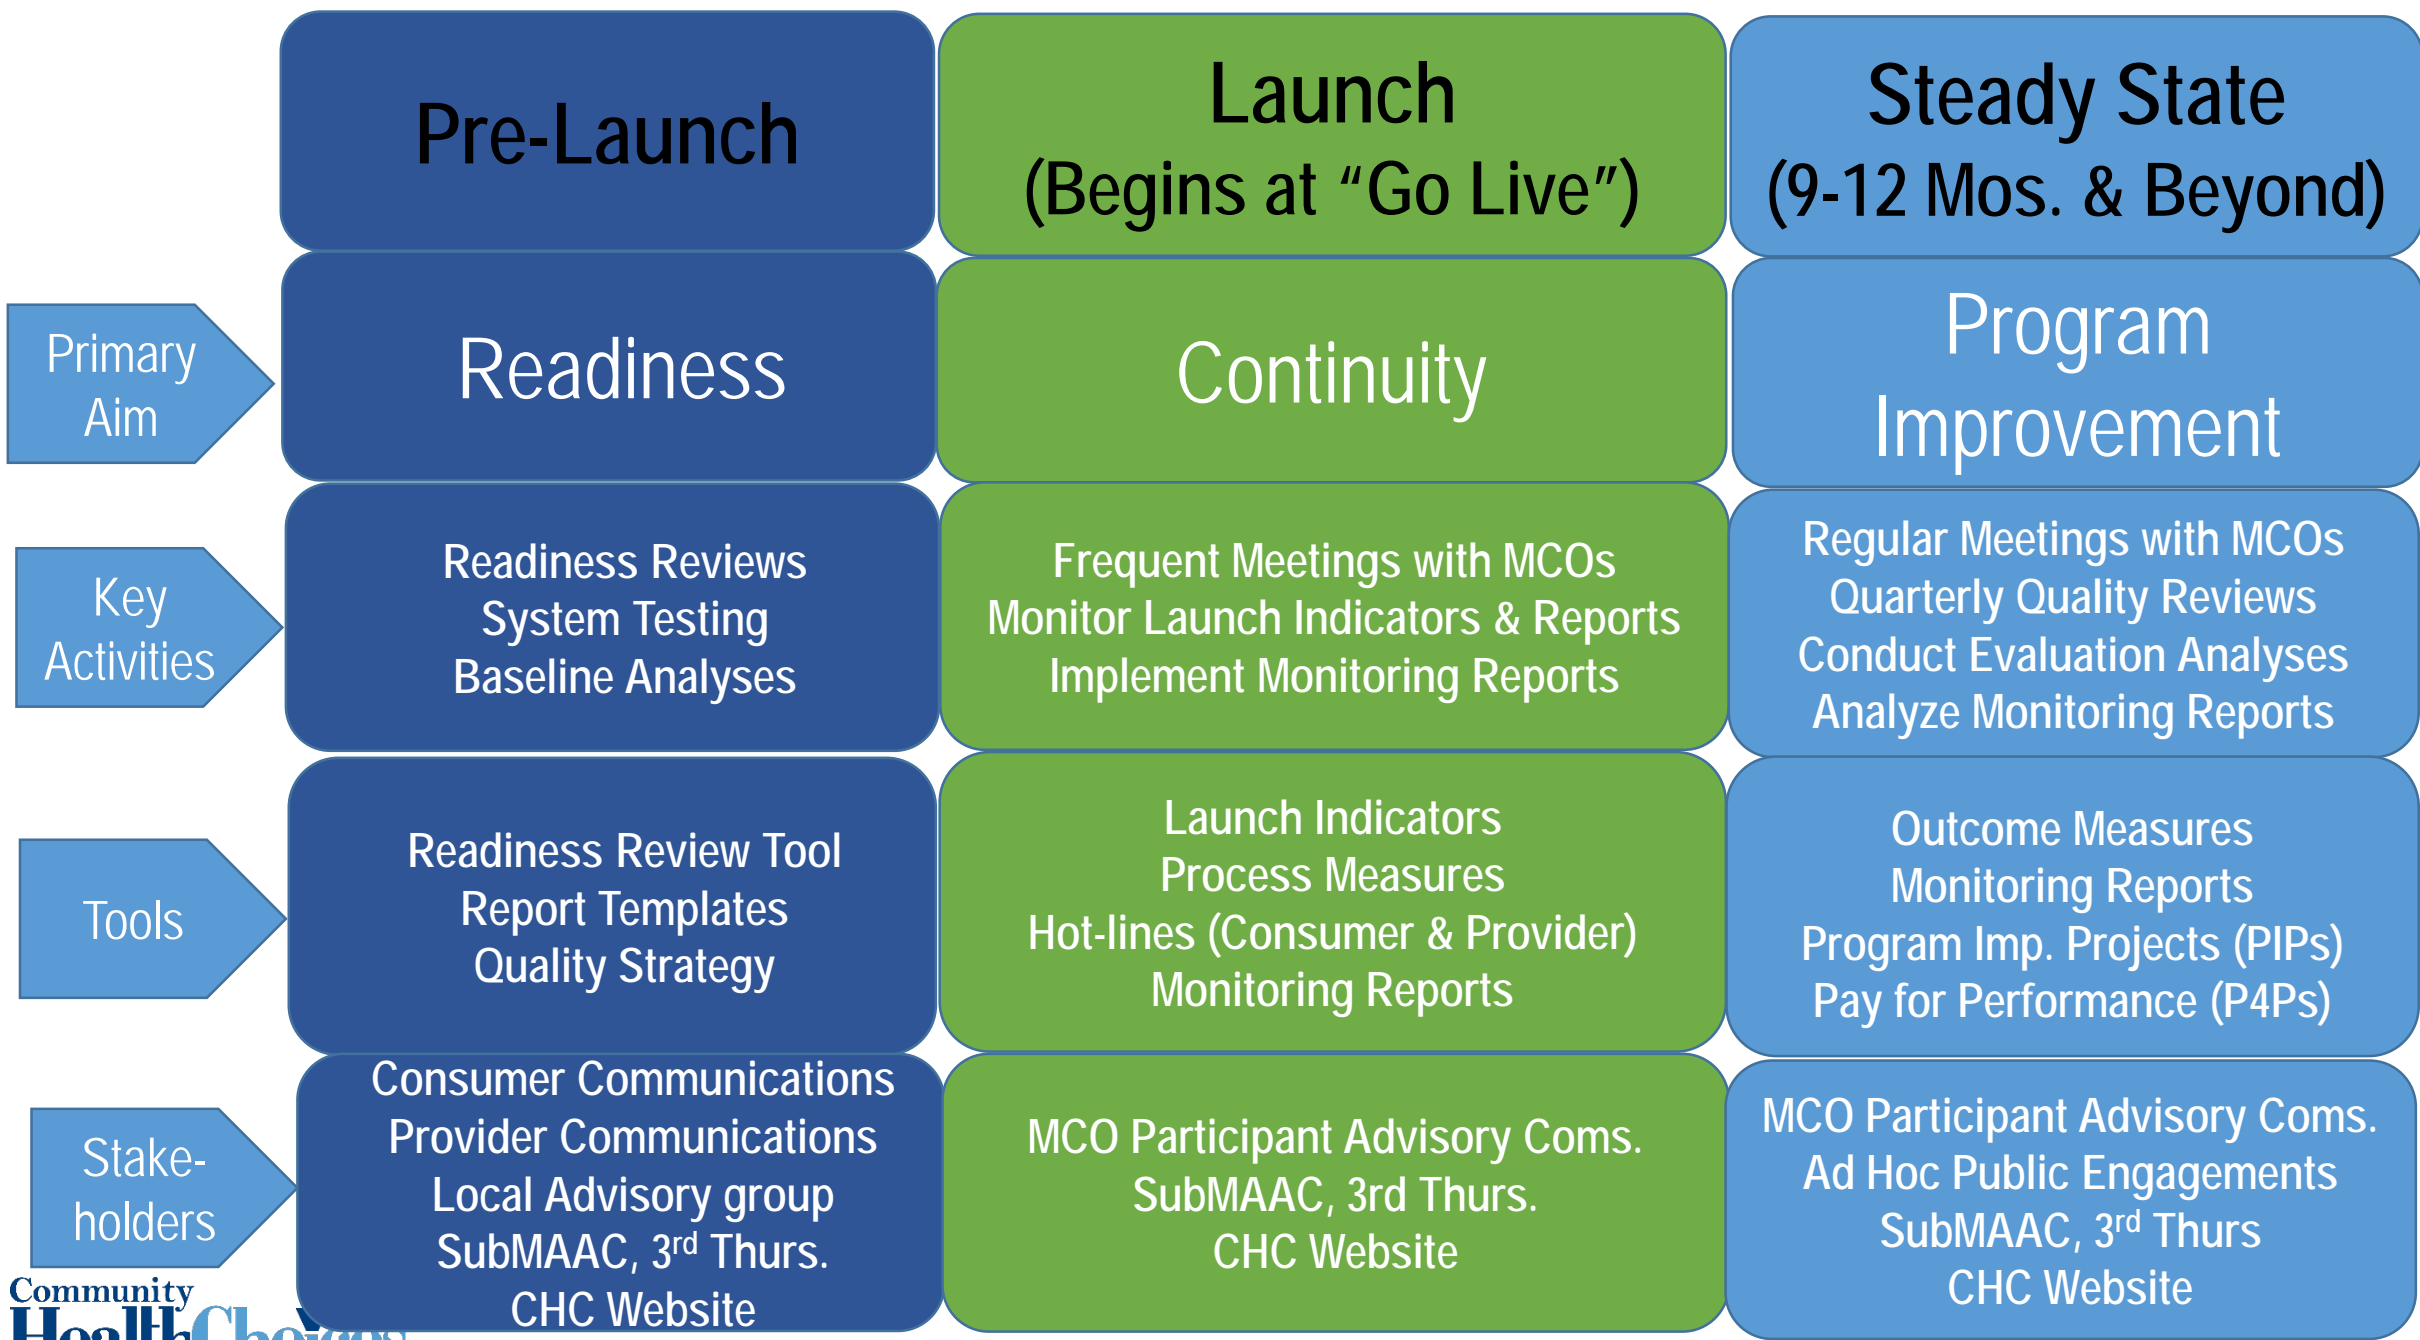 Pre-Launch
Launch
(Begins at “Go Live”)
Steady State
(9-12 Mos. & Beyond)
Primary
Aim
Readiness
Continuity
Program
Improvement
Key
Activities
Readiness Reviews
System Testing
Baseline Analyses
Frequent Meetings with MCOs
Monitor Launch Indicators & Reports
Implement Monitoring Reports
Regular Meetings with MCOs
Quarterly Quality Reviews
Conduct Evaluation Analyses
Analyze Monitoring Reports
Tools
Readiness Review Tool
Report Templates
Quality Strategy
Launch Indicators
Process Measures
Hot-lines (Consumer & Provider)
Monitoring Reports
Outcome Measures
Monitoring Reports
Program Imp. Projects (PIPs)
Pay for Performance (P4Ps)
Stake-
holders
Consumer Communications
Provider Communications
Local Advisory group
SubMAAC, 3rd Thurs.
CHC Website
MCO Participant Advisory Coms.
SubMAAC, 3rd Thurs.
CHC Website
MCO Participant Advisory Coms.
Ad Hoc Public Engagements
SubMAAC, 3rd Thurs
CHC Website
Community
HealthChoices